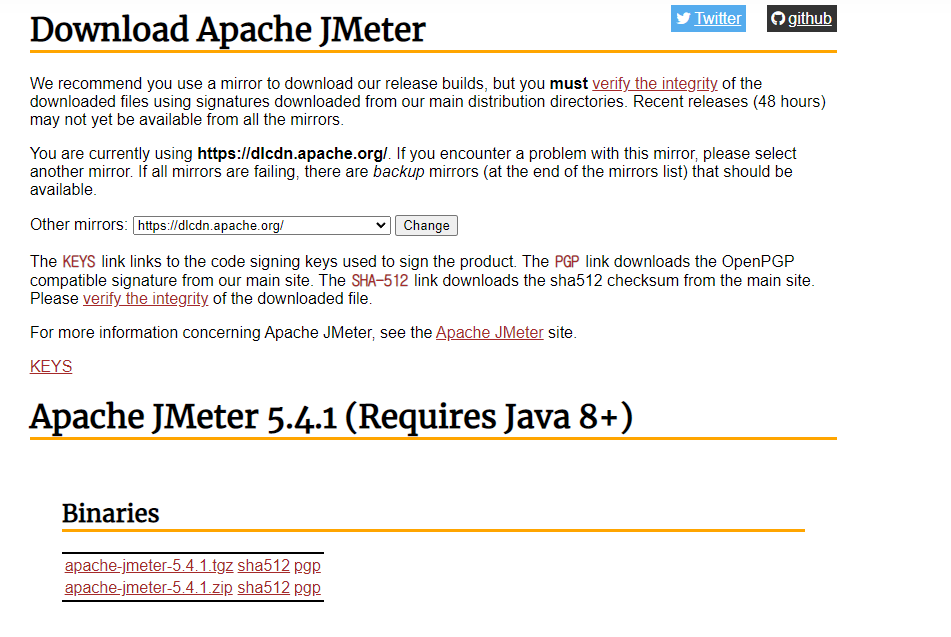 Download Apache JMeter
Twitter
github
We recommend you use a mirror to download our release builds, but you must verify the integrity of the
downloaded files using signatures downloaded from our main distribution directories. Recent releases (48 hours)
may not yet be available from all the mirrors.
You are currently using https://dlcdn.apache.org/. If you encounter a problem with this mirror, please select
another mirror. If all mirrors are failing, there are backup mirrors (at the end of the mirrors list) that should be
available.
Other mirrors: https://dlcdn.apache.org/ Change
The KEYS link links to the code signing keys used to sign the product. The PGP link downloads the OpenPGP
compatible signature from our main site. The SHA-512 link downloads the sha512 checksum from the main site.
Please verify the integrity of the downloaded file.
For more information concerning Apache JMeter, see the Apache JMeter site.
KEYS
Apache JMeter 5.4.1 (Requires Java 8+)
Binaries
apache-jmeter-5.4.1.tgz sha512 pgp
apache-jmeter-5.4.1.zip sha512 pgp